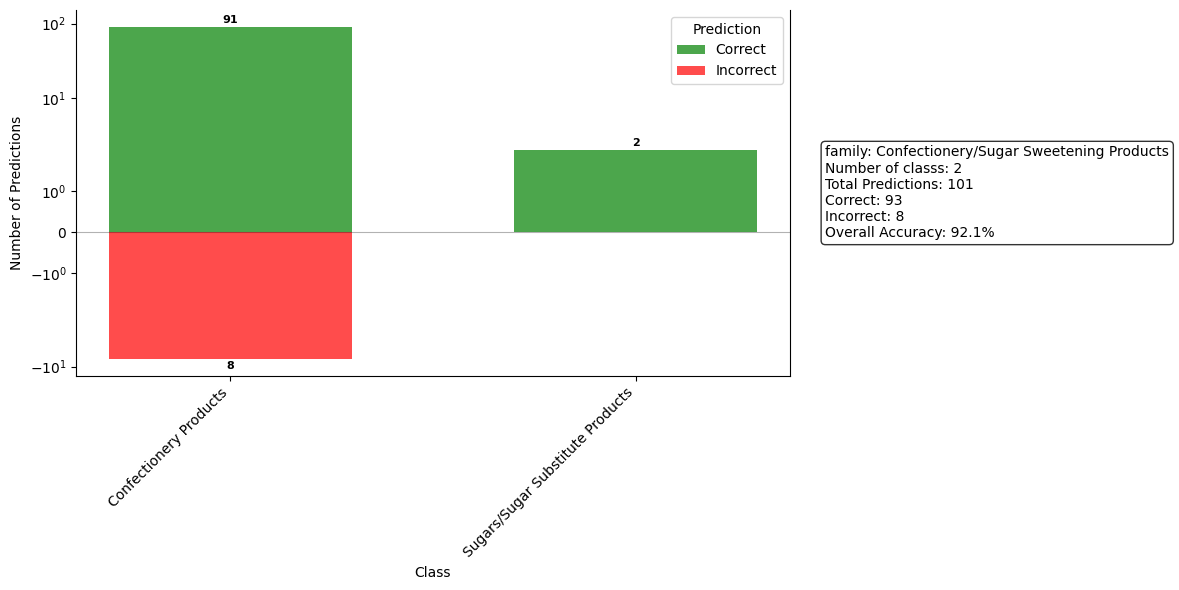 91
10²
Prediction
Correct
Incorrect
10¹
2
10⁰
0
−10⁰
−10¹
8
Number of Predictions
family: Confectionery/Sugar Sweetening Products
Number of classs: 2
Total Predictions: 101
Correct: 93
Incorrect: 8
Overall Accuracy: 92.1%
Confectionery Products
Sugars/Sugar Substitute Products
Class